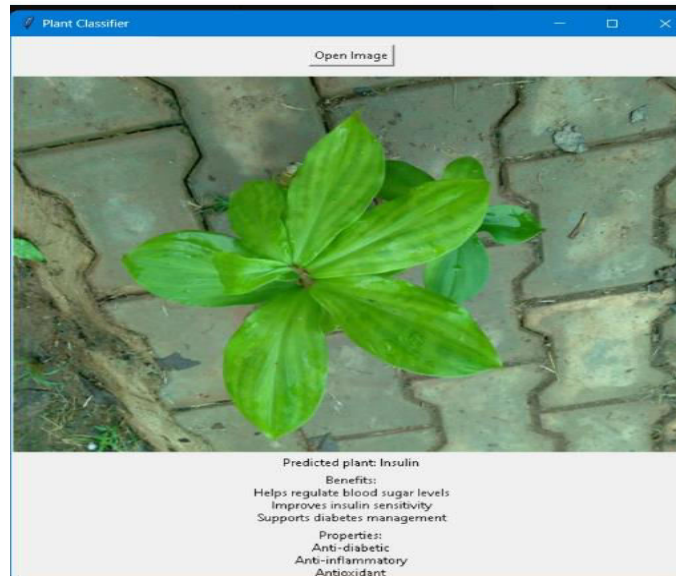 Plant Classifier
Open Image
Predicted plant: Insulin
Benefits:
Helps regulate blood sugar levels
Improves insulin sensitivity
Supports diabetes management
Properties:
Anti-diabetic
Anti-inflammatory
Antioxidant